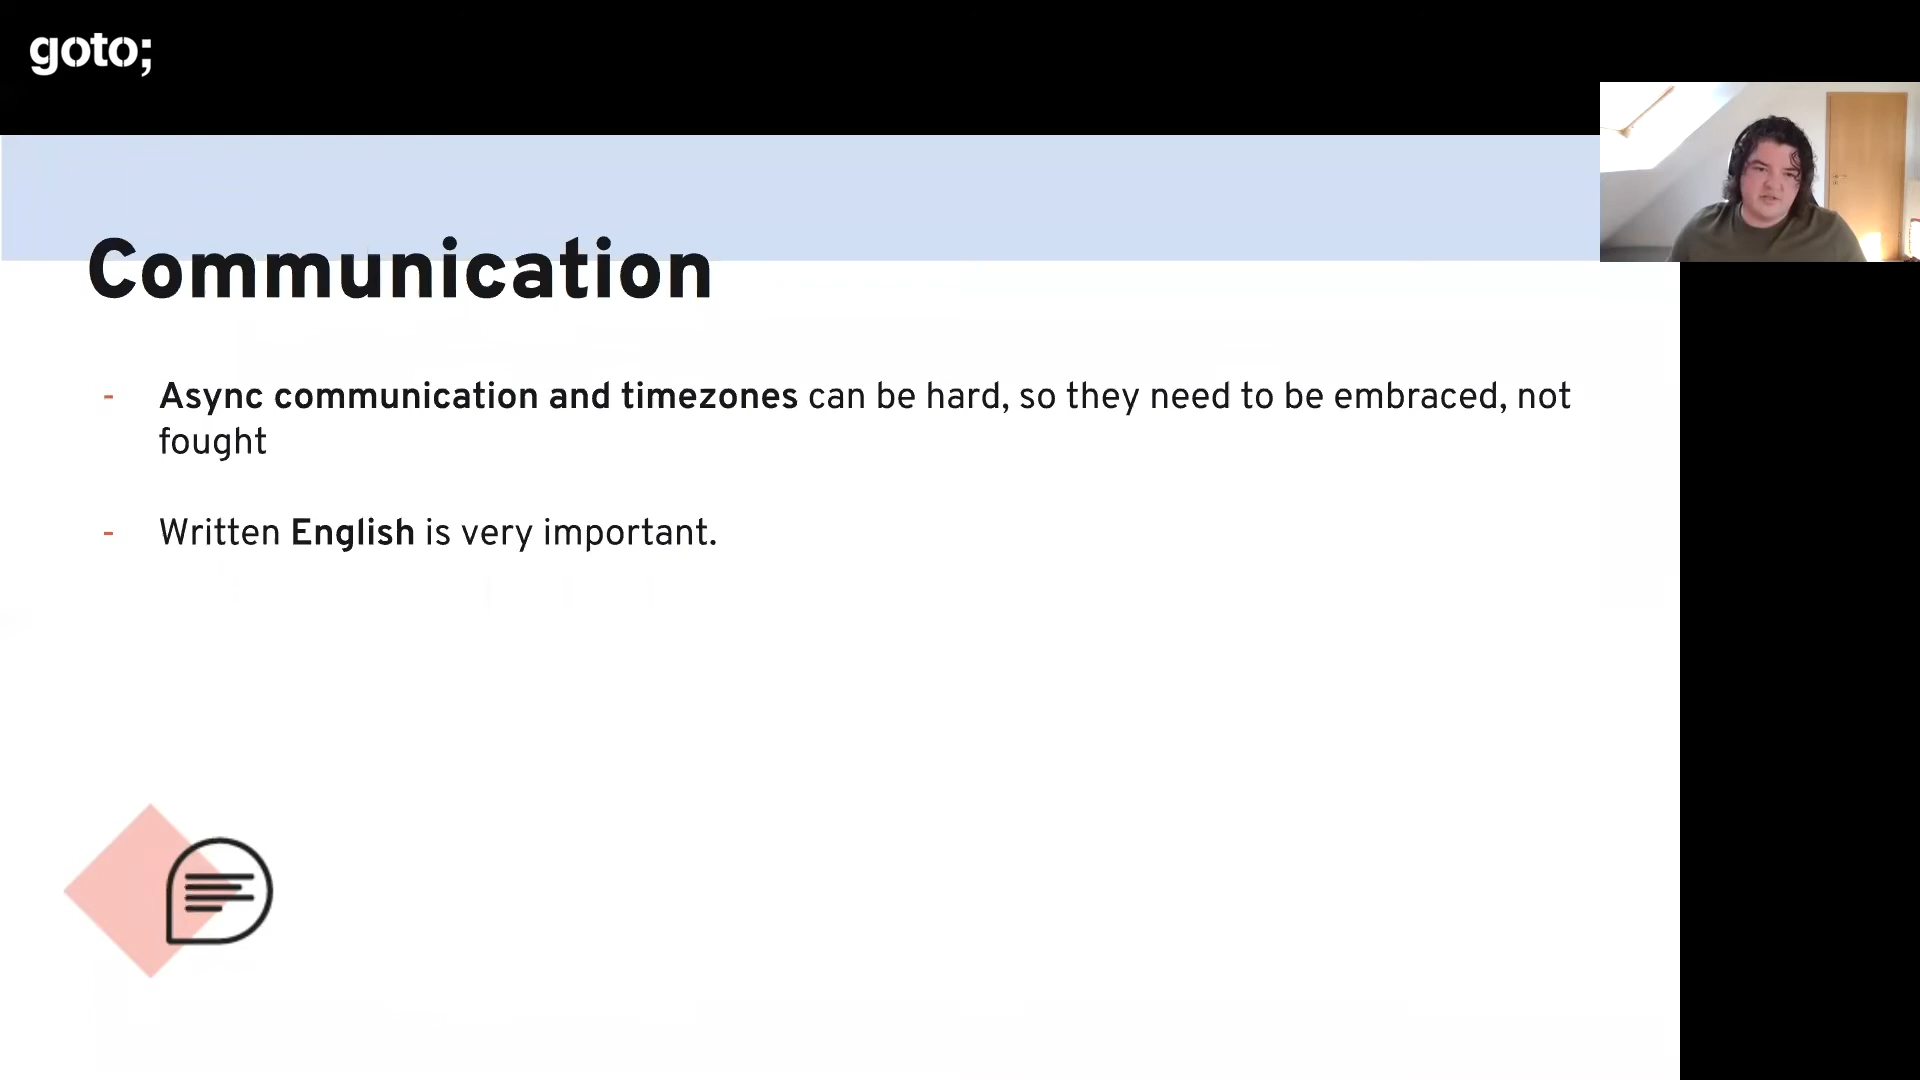 goto;
Communication
- Async communication and timezones can be hard, so they need to be embraced, not
fought
- Written English is very important.